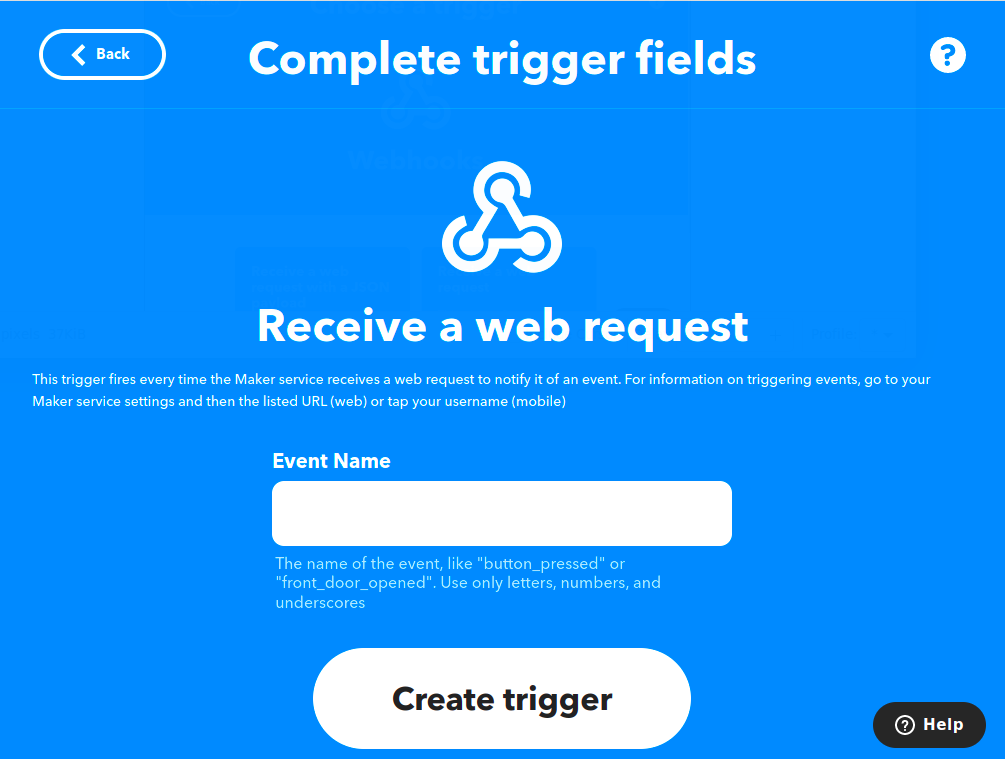 Back
Complete trigger fields
?
Receive a web request
This trigger fires every time the Maker service receives a web request to notify it of an event. For information on triggering events, go to your
Maker service settings and then the listed URL (web) or tap your username (mobile)
Event Name
The name of the event, like "button_pressed" or
"front_door_opened". Use only letters, numbers, and
underscores
Create trigger
? Help